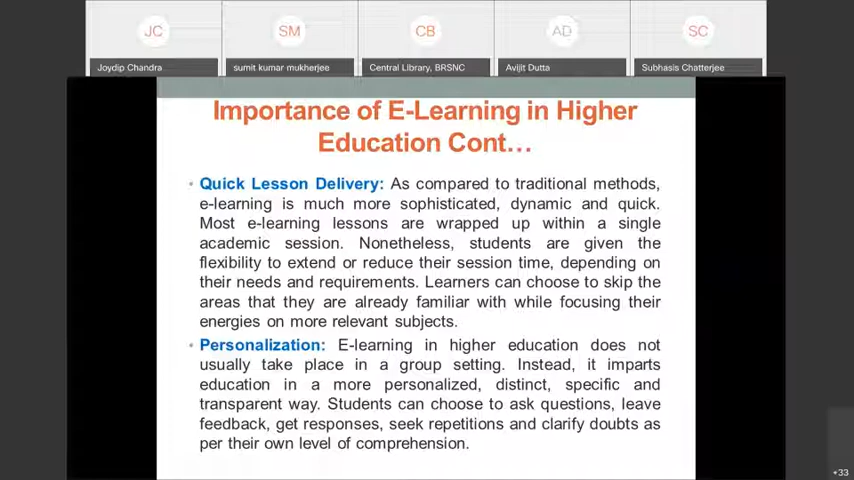 JC
SM
CB
AD
SC
Joydip Chandra
sumit kumar mukherjee
Central Library, BRSNC
Avijit Dutta
Subhasis Chatterjee
Importance of E-Learning in Higher
Education Cont…
• Quick Lesson Delivery: As compared to traditional methods,
e-learning is much more sophisticated, dynamic and quick.
Most e-learning lessons are wrapped up within a single
academic session. Nonetheless, students are given the
flexibility to extend or reduce their session time, depending on
their needs and requirements. Learners can choose to skip the
areas that they are already familiar with while focusing their
energies on more relevant subjects.
• Personalization: E-learning in higher education does not
usually take place in a group setting. Instead, it imparts
education in a more personalized, distinct, specific and
transparent way. Students can choose to ask questions, leave
feedback, get responses, seek repetitions and clarify doubts as
per their own level of comprehension.
+33